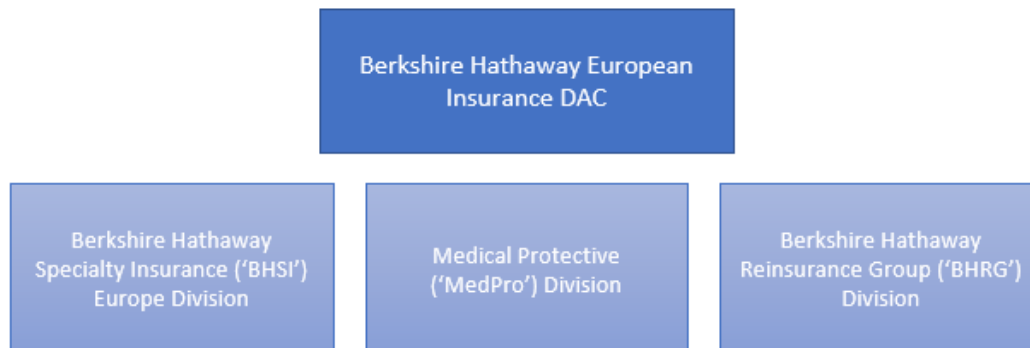 Berkshire Hathaway European
Insurance DAC
Berkshire Hathaway
Specialty Insurance (‘BHSI’)
Europe Division
Medical Protective
(‘MedPro’) Division
Berkshire Hathaway
Reinsurance Group (‘BHRG’)
Division